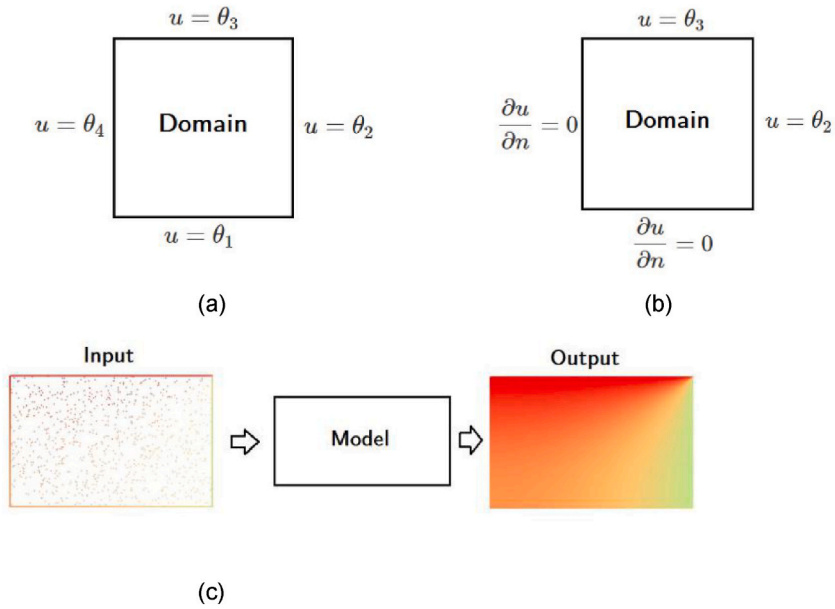 u = θ₃
u = θ₄
Domain
u = θ₂
u = θ₁
(a)
u = θ₃
∂u/∂n = 0
Domain
u = θ₂
∂u/∂n = 0
(b)
Input
Model
Output
(c)